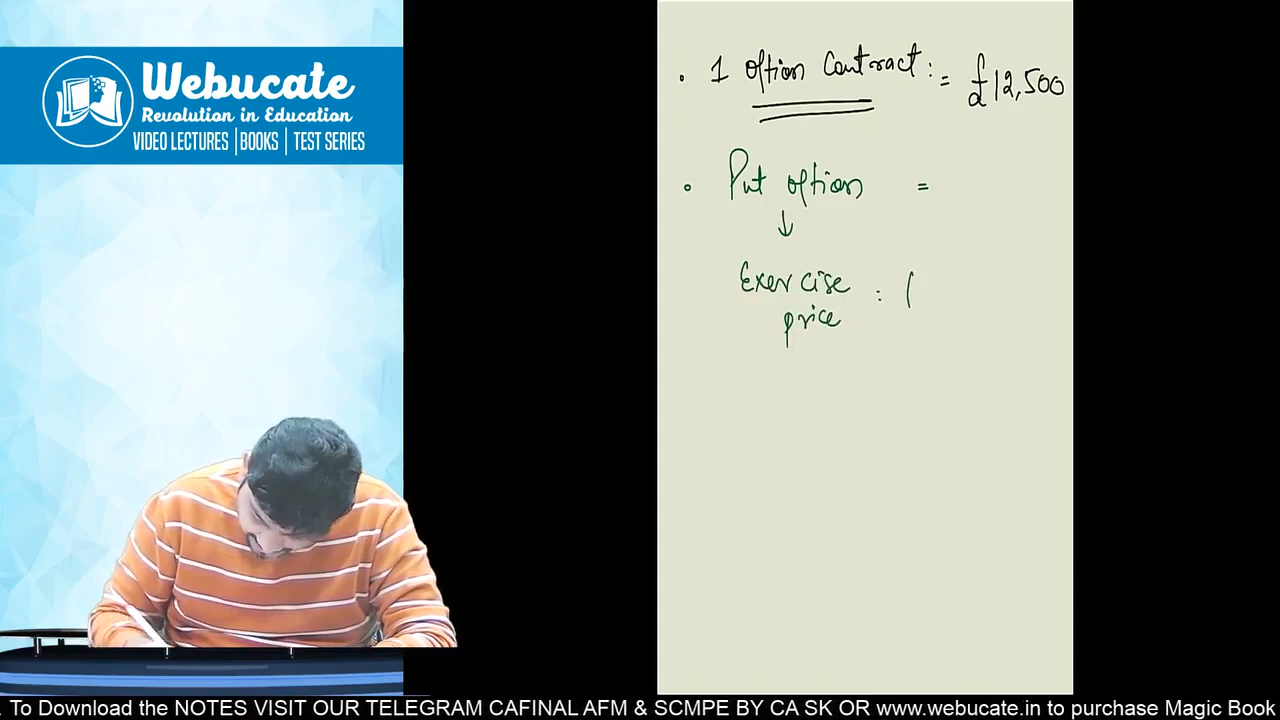 Webucate
Revolution in Education
VIDEO LECTURES | BOOKS | TEST SERIES
• 1 option Contract := £12,500
• Put option =
↓
Exercise : (
price
To Download the NOTES VISIT OUR TELEGRAM CAFINAL AFM & SCMPE BY CA SK OR www.webucate.in to purchase Magic Book